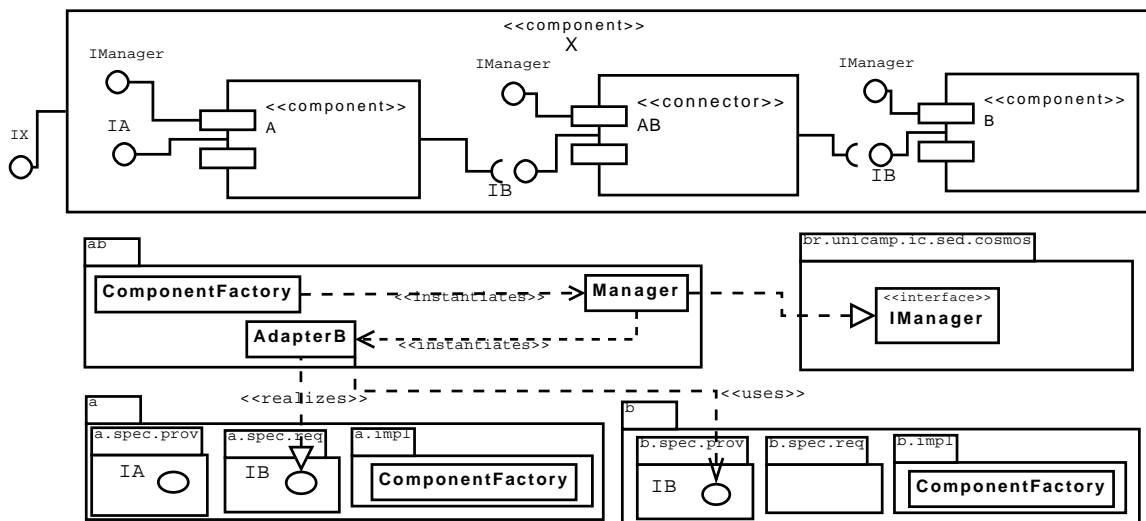 <<component>>
X
IManager
IManager
IManager
<<component>>
A
<<connector>>
AB
<<component>>
B
IX
IA
IB
IB
ab
br.unicamp.ic.sed.cosmos
ComponentFactory
<<instantiates>>
Manager
<<interface>>
IManager
AdapterB
<<instantiates>>
<<realizes>>
<<uses>>
a
a.spec.prov
a.spec.req
a.impl
IA
IB
ComponentFactory
b
b.spec.prov
b.spec.req
b.impl
IB
ComponentFactory